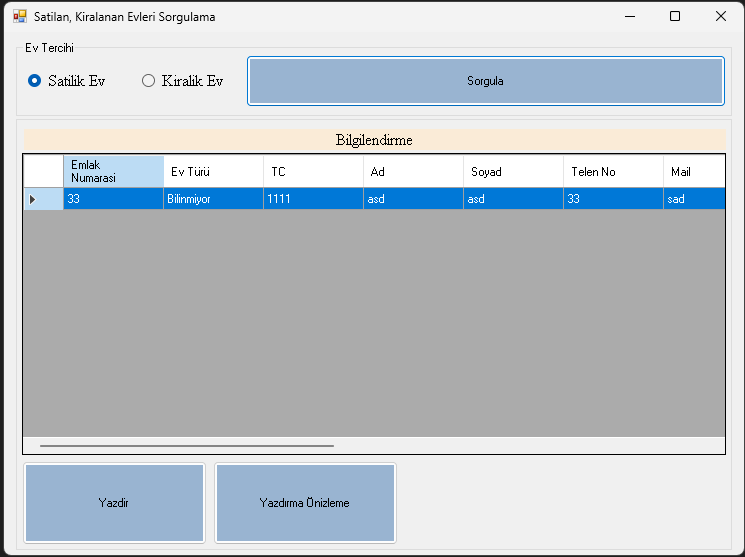 Satilan, Kiralanan Evleri Sorgulama
Ev Tercihi
Satilik Ev Kiralik Ev Sorgula
Bilgilendirme
Emlak
Numarasi Ev Türü TC Ad Soyad Telen No Mail
33 Bilinmiyor 1111 asd asd 33 sad
Yazdir Yazdırma Ünizleme